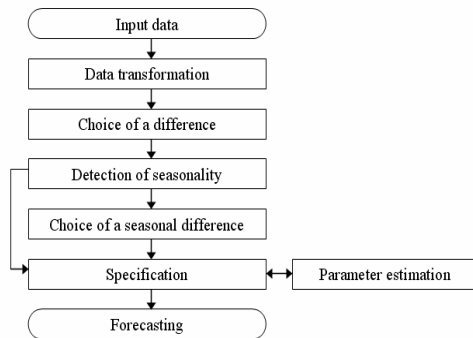 Input data
Data transformation
Choice of a difference
Detection of seasonality
Choice of a seasonal difference
Specification
Parameter estimation
Forecasting